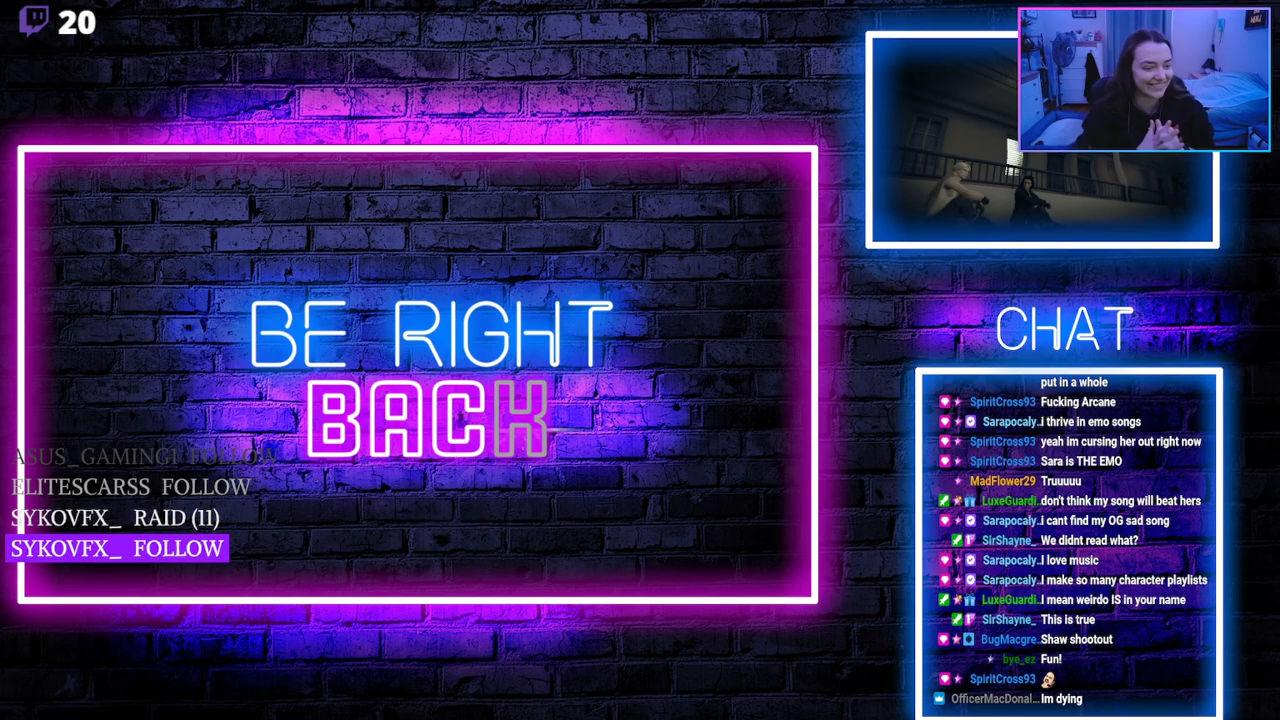 20
BE RIGHT
BACK
ASUS_GAMING1 FOLLOW
ELITESCARSS FOLLOW
SYKOVFX_ RAID (11)
SYKOVFX_ FOLLOW
CHAT
put in a whole
SpiritCross93 Fucking Arcane
Sarapocaly... I thrive in emo songs
SpiritCross93 yeah im cursing her out right now
SpiritCross93 Sara is THE EMO
MadFlower29 Truuuuu
LuxeGuardi... don't think my song will beat hers
Sarapocaly... I cant find my OG sad song
SirShayne_ We didnt read what?
Sarapocaly... I love music
Sarapocaly... I make so many character playlists
LuxeGuardi... I mean weirdo IS in your name
SirShayne_ This is true
BugMacgre... Shaw shootout
bye_ez Fun!
SpiritCross93
OfficerMacDonal... Im dying